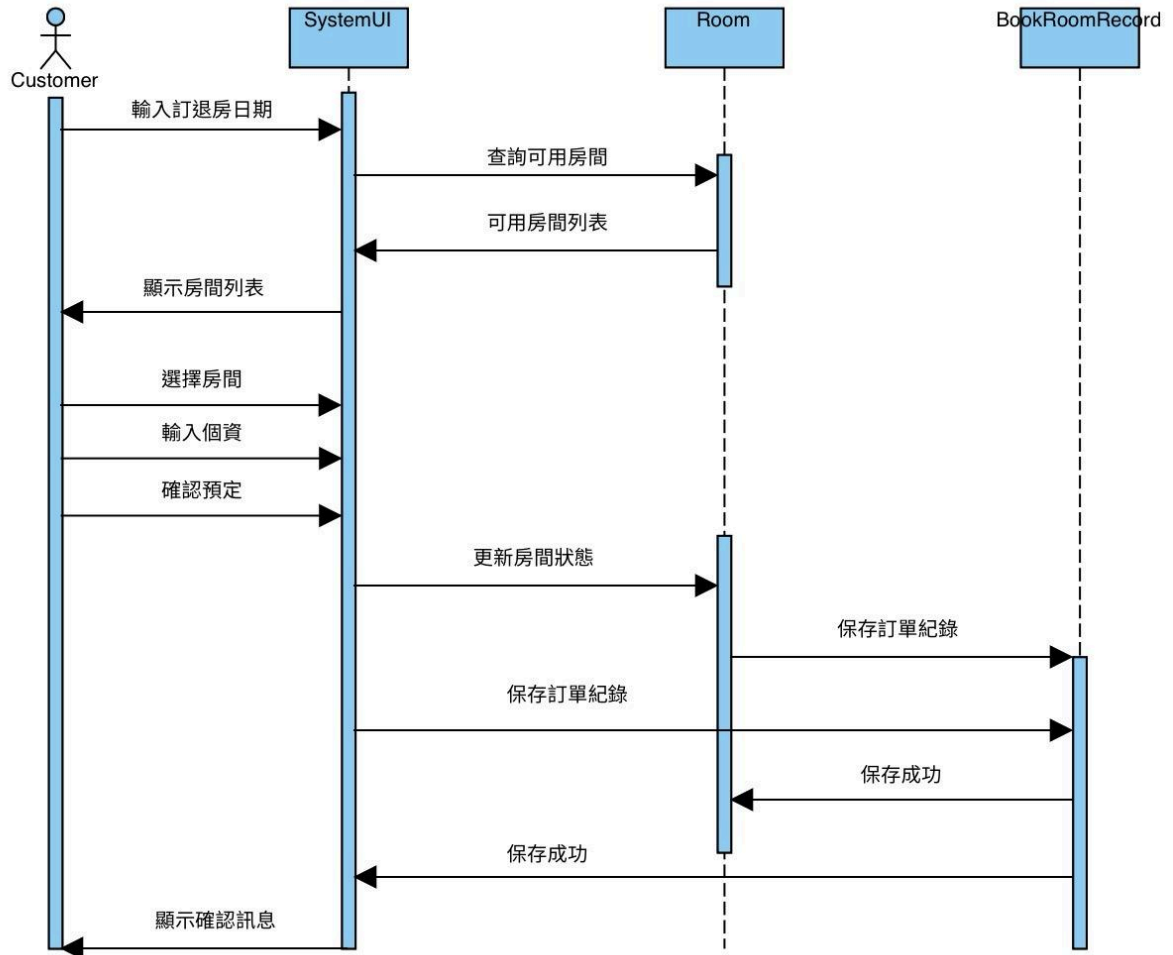 SystemUI
Room
BookRoomRecord
Customer
輸入訂退房日期
查詢可用房間
可用房間列表
顯示房間列表
選擇房間
輸入個資
確認預定
更新房間狀態
保存訂單紀錄
保存訂單紀錄
保存成功
保存成功
顯示確認訊息